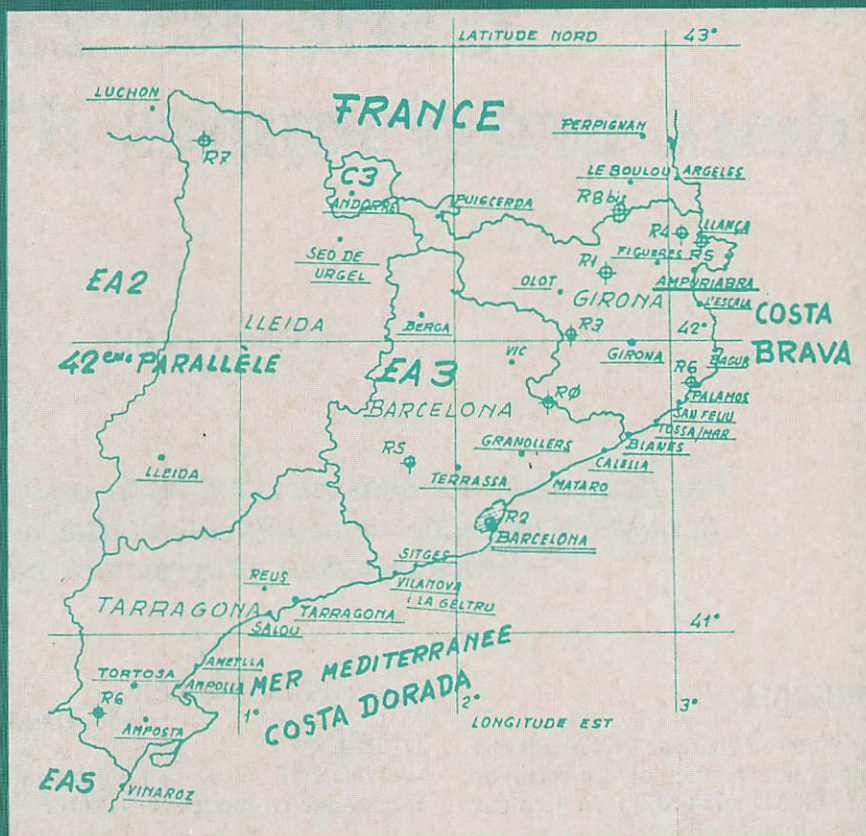 LATITUDE NORD
43°
LUCHON
FRANCE
PERPIGNAN
R7
LE BOULOU
ARGELES
C3
ANDORRE
PUIGCERDA
R8 bis
LLANÇA
R4
R5
SEO DE
URGEL
FIGUERES
R1
AMPURIABRA
EA2
OLOT
GIRONA
L'ESCALA
COSTA
BRAVA
LLEIDA
BERGA
R3
42°
42eme PARALLÈLE
VIC
GIRONA
BAGUR
EA3
R6
PALAMOS
BARCELONA
RØ
SAN FELIU
TOSSA/MAR
GRANOLLERS
BLANES
R5
LLEIDA
TERRASSA
CALELLA
MATARO
R2
BARCELONA
SITGES
REUS
VILANOVA
I LA GELTRU
TARRAGONA
TARRAGONA
SALOU
41°
AMETLLA
MER MEDITERRANEE
TORTOSA
AMPOLLA
R6
COSTA DORADA
1°
2°
3°
AMPOSTA
LONGITUDE EST
EA5
VINAROZ